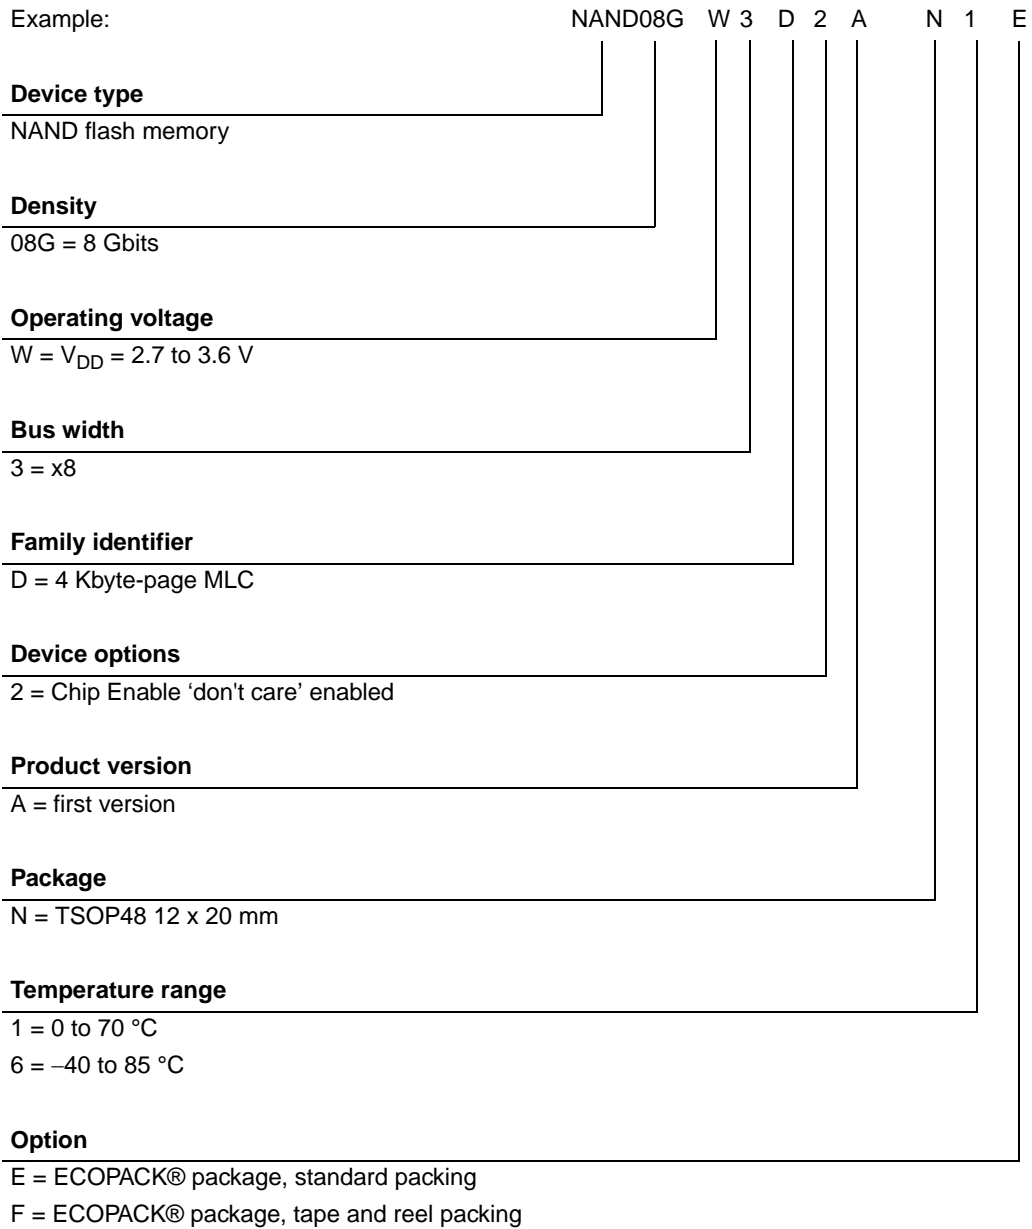 Example: NAND08G W 3 D 2 A N 1 E
Device type
NAND flash memory
Density
08G = 8 Gbits
Operating voltage
W = VDD = 2.7 to 3.6 V
Bus width
3 = x8
Family identifier
D = 4 Kbyte-page MLC
Device options
2 = Chip Enable ‘don't care’ enabled
Product version
A = first version
Package
N = TSOP48 12 x 20 mm
Temperature range
1 = 0 to 70 °C
6 = −40 to 85 °C
Option
E = ECOPACK® package, standard packing
F = ECOPACK® package, tape and reel packing